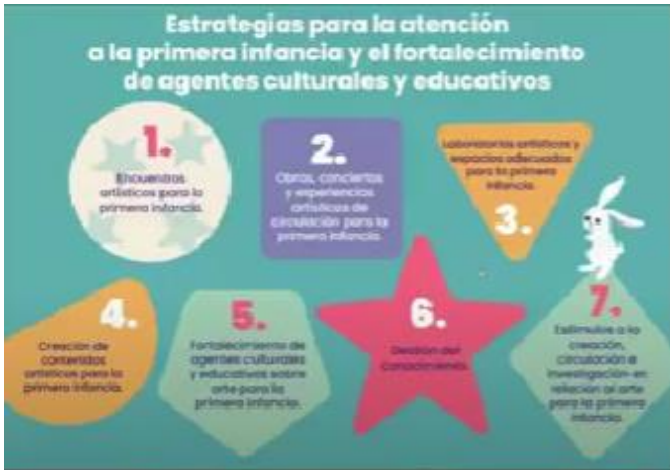 Estrategias para la atención
a la primera infancia y el fortalecimiento
de agentes culturales y educativos
1.
Encuentros
artísticos para la
primera infancia.
2.
Obras, conciertos
y experiencias
artísticas de
circulación para la
primera infancia.
Laboratorios artísticos y
espacios adecuados
para la primera
infancia.
3.
4.
Creación de
contenidos
artísticos para la
primera infancia.
5.
Fortalecimiento de
agentes culturales
y educativos sobre
arte para la
primera infancia.
6.
Gestión del
conocimiento.
7.
Estímulos a la
creación,
circulación e
investigación en
relación al arte
para la primera
infancia.